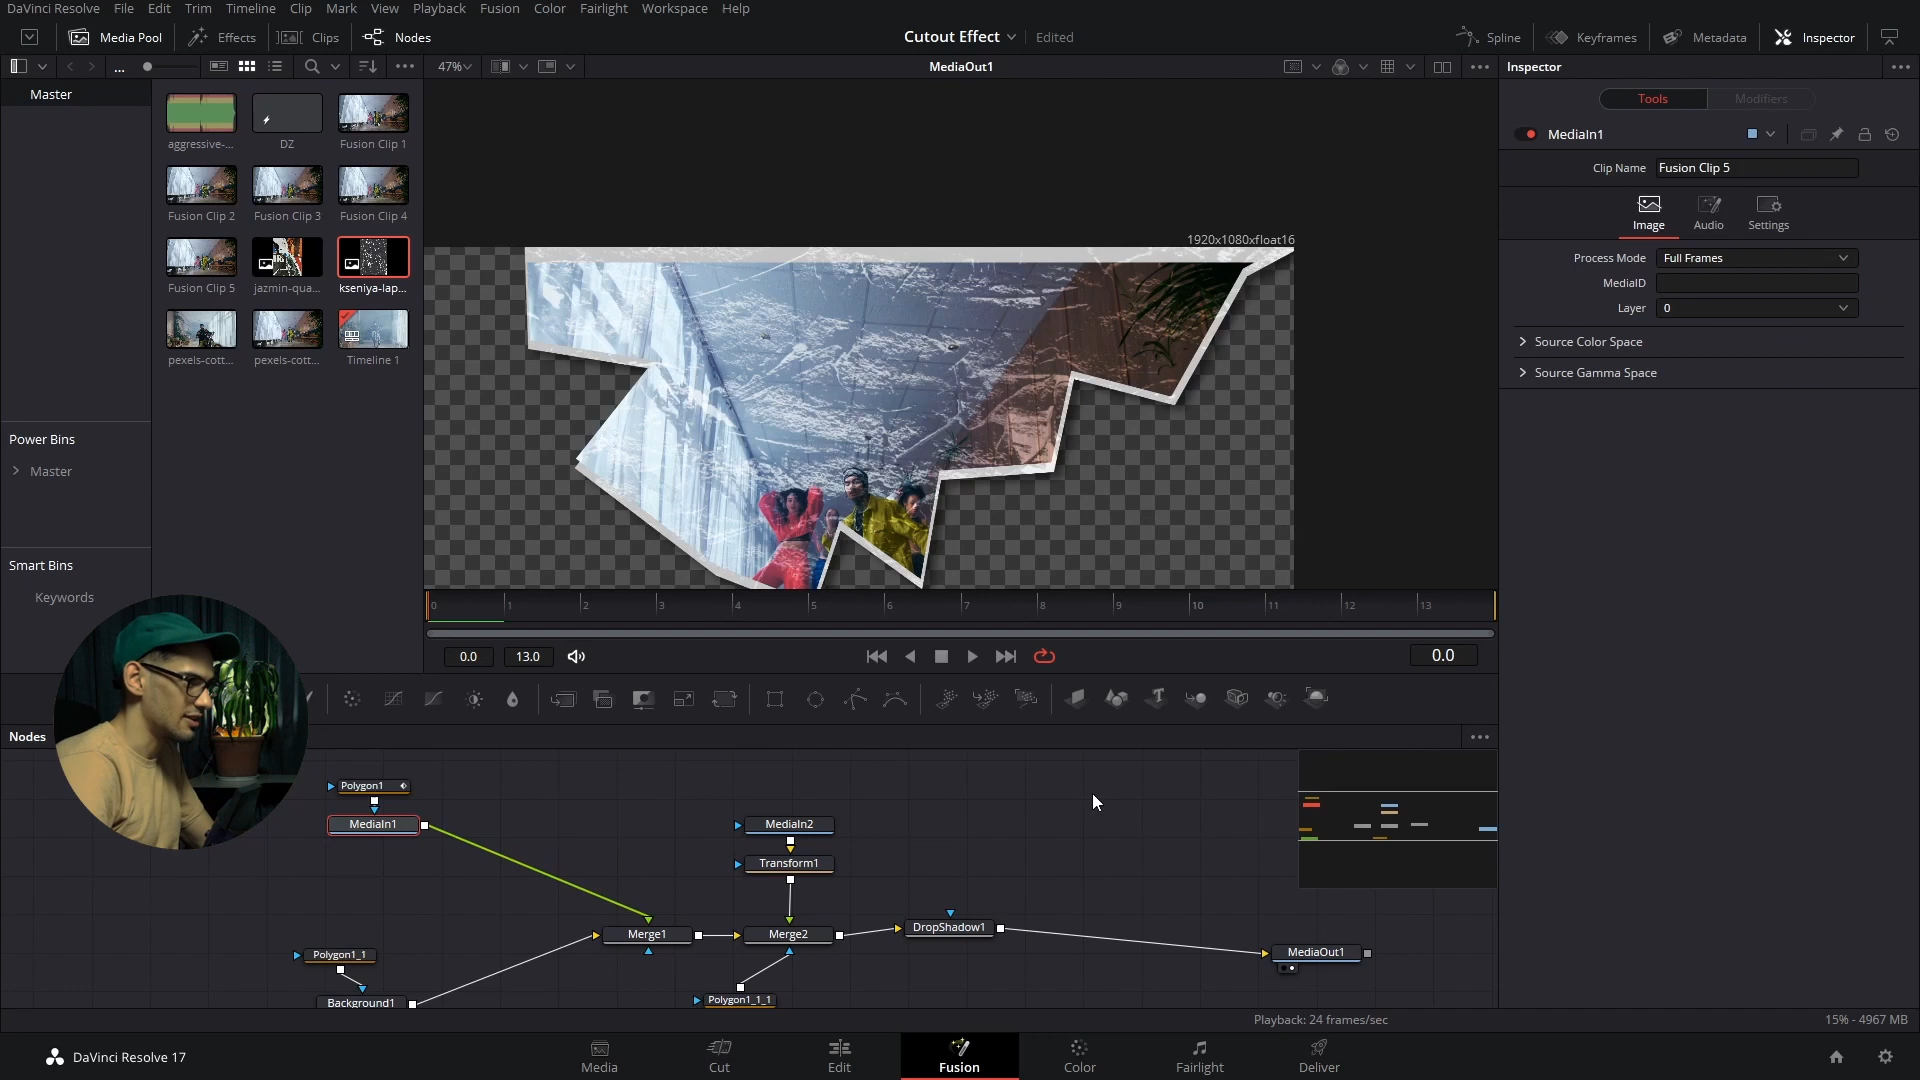 DaVinci Resolve File Edit Trim Timeline Clip Mark View Playback Fusion Color Fairlight Workspace Help
Media Pool Effects Clips Nodes Cutout Effect Edited Spline Keyframes Metadata Inspector
... 47% MediaOut1 Inspector
Master
Tools Modifiers
aggressive-... DZ Fusion Clip 1
MediaIn1
Clip Name Fusion Clip 5
Fusion Clip 2 Fusion Clip 3 Fusion Clip 4
Image Audio Settings
1920x1080xfloat16
Process Mode Full Frames
MediaID
Layer 0
Fusion Clip 5 jazmin-qua... kseniya-lap...
Source Color Space
pexels-cott... pexels-cott... Timeline 1
Source Gamma Space
Power Bins
Master
Smart Bins
Keywords
0 1 2 3 4 5 6 7 8 9 10 11 12 13
0.0 13.0 0.0
Nodes
Polygon1
MediaIn1 MediaIn2
Transform1
Merge1 Merge2 DropShadow1
Polygon1_1 MediaOut1
Background1 Polygon1_1_1
Playback: 24 frames/sec 15% - 4967 MB
DaVinci Resolve 17 Media Cut Edit Fusion Color Fairlight Deliver